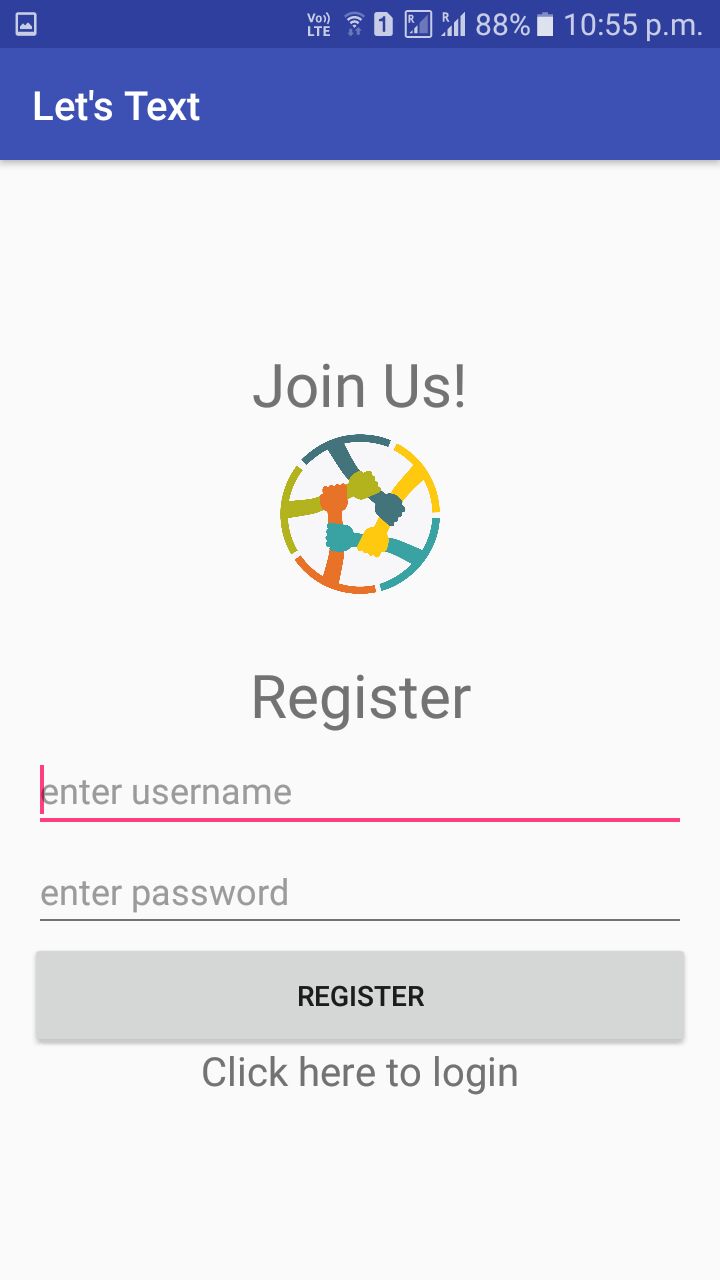 Vo)) LTE 1 R R 88% 10:55 p.m.
Let's Text
Join Us!
Register
enter username
enter password
REGISTER
Click here to login